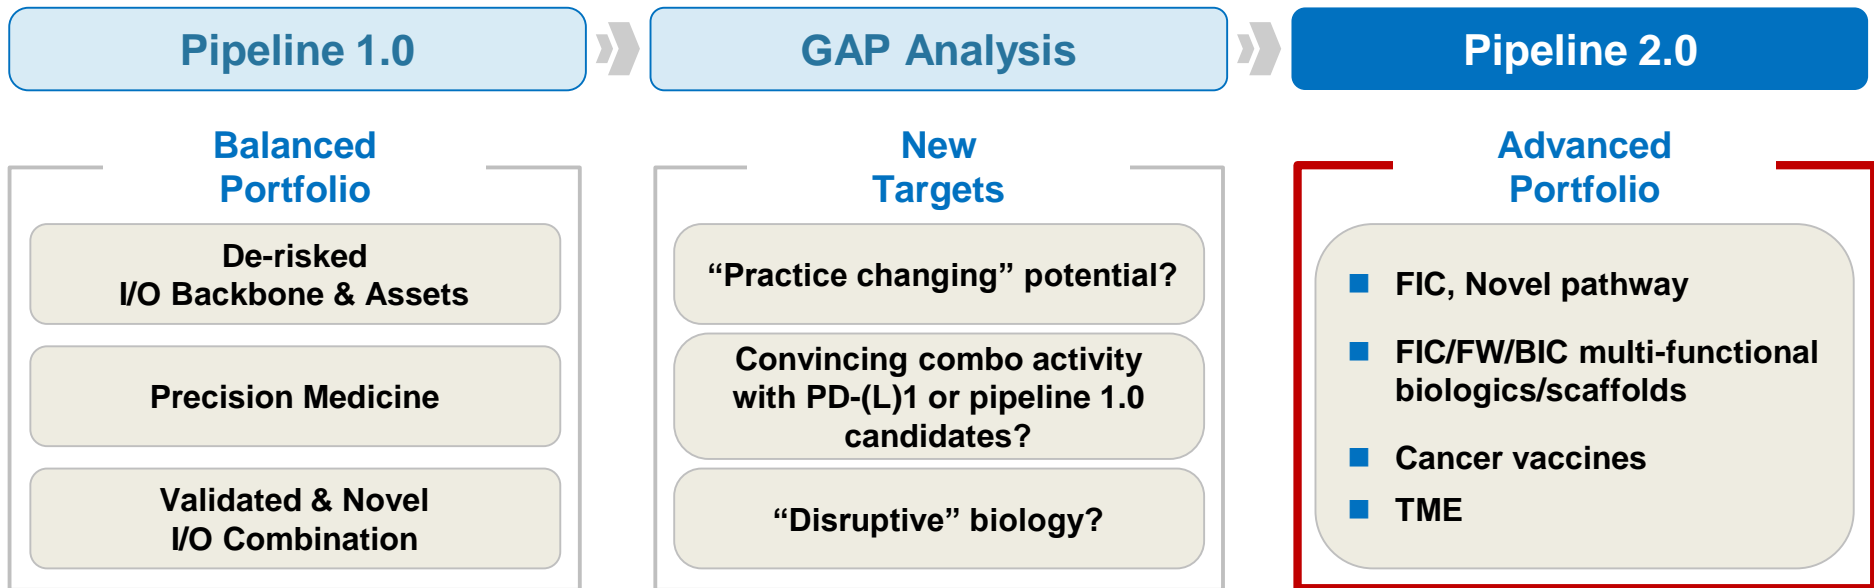 Pipeline 1.0
GAP Analysis
Pipeline 2.0
Balanced
Portfolio
De-risked
I/O Backbone & Assets
Precision Medicine
Validated & Novel
I/O Combination
New
Targets
“Practice changing” potential?
Convincing combo activity
with PD-(L)1 or pipeline 1.0
candidates?
“Disruptive” biology?
Advanced
Portfolio
FIC, Novel pathway
FIC/FW/BIC multi-functional
biologics/scaffolds
Cancer vaccines
TME